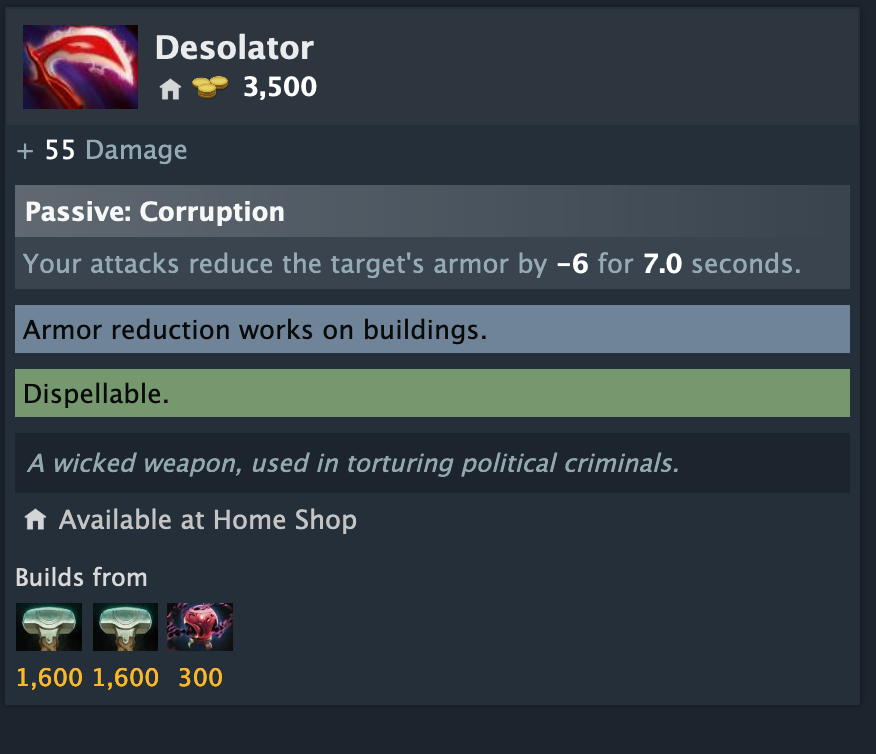 Desolator
3,500
+ 55 Damage
Passive: Corruption
Your attacks reduce the target's armor by -6 for 7.0 seconds.
Armor reduction works on buildings.
Dispellable.
A wicked weapon, used in torturing political criminals.
Available at Home Shop
Builds from
1,600 1,600 300